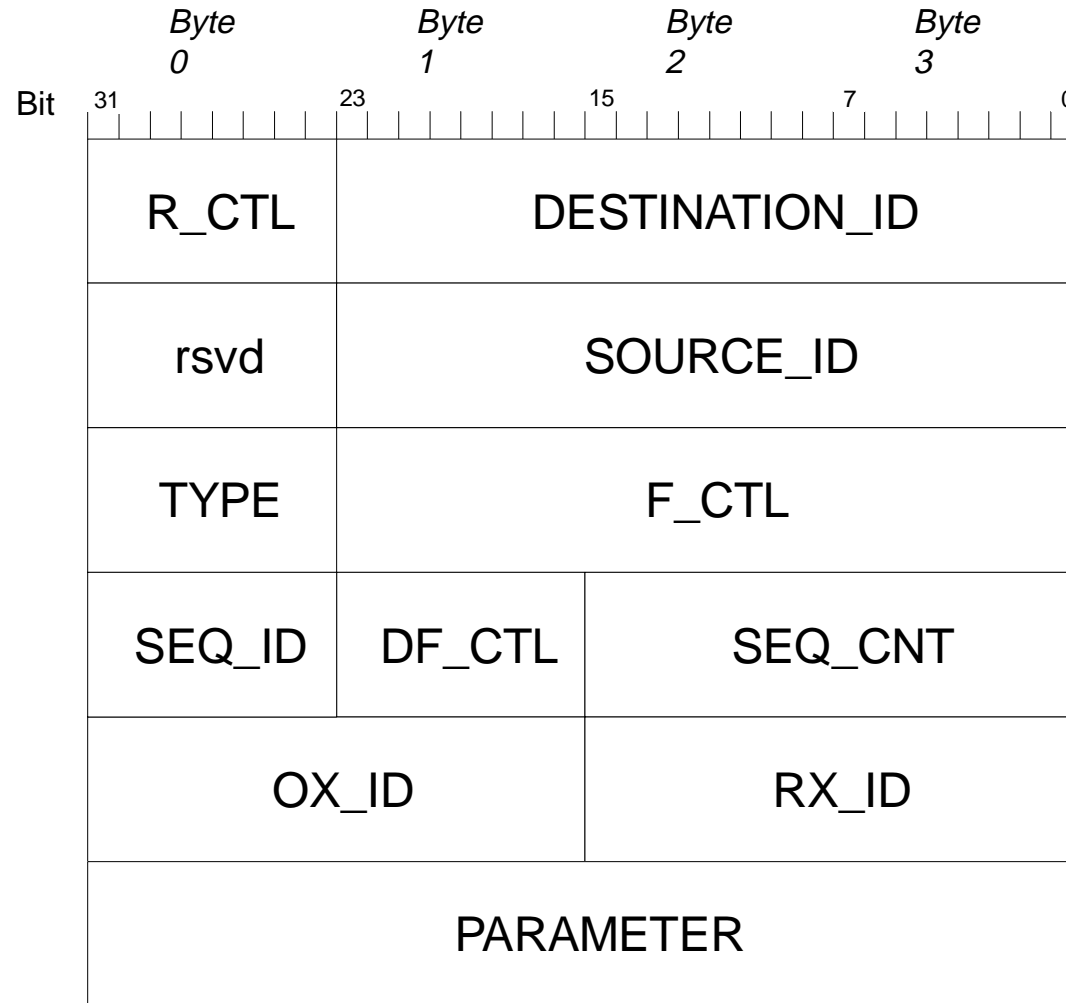 Byte Byte Byte Byte
0 1 2 3
Bit 31 23 15 7 0
R_CTL DESTINATION_ID
rsvd SOURCE_ID
TYPE F_CTL
SEQ_ID DF_CTL SEQ_CNT
OX_ID RX_ID
PARAMETER